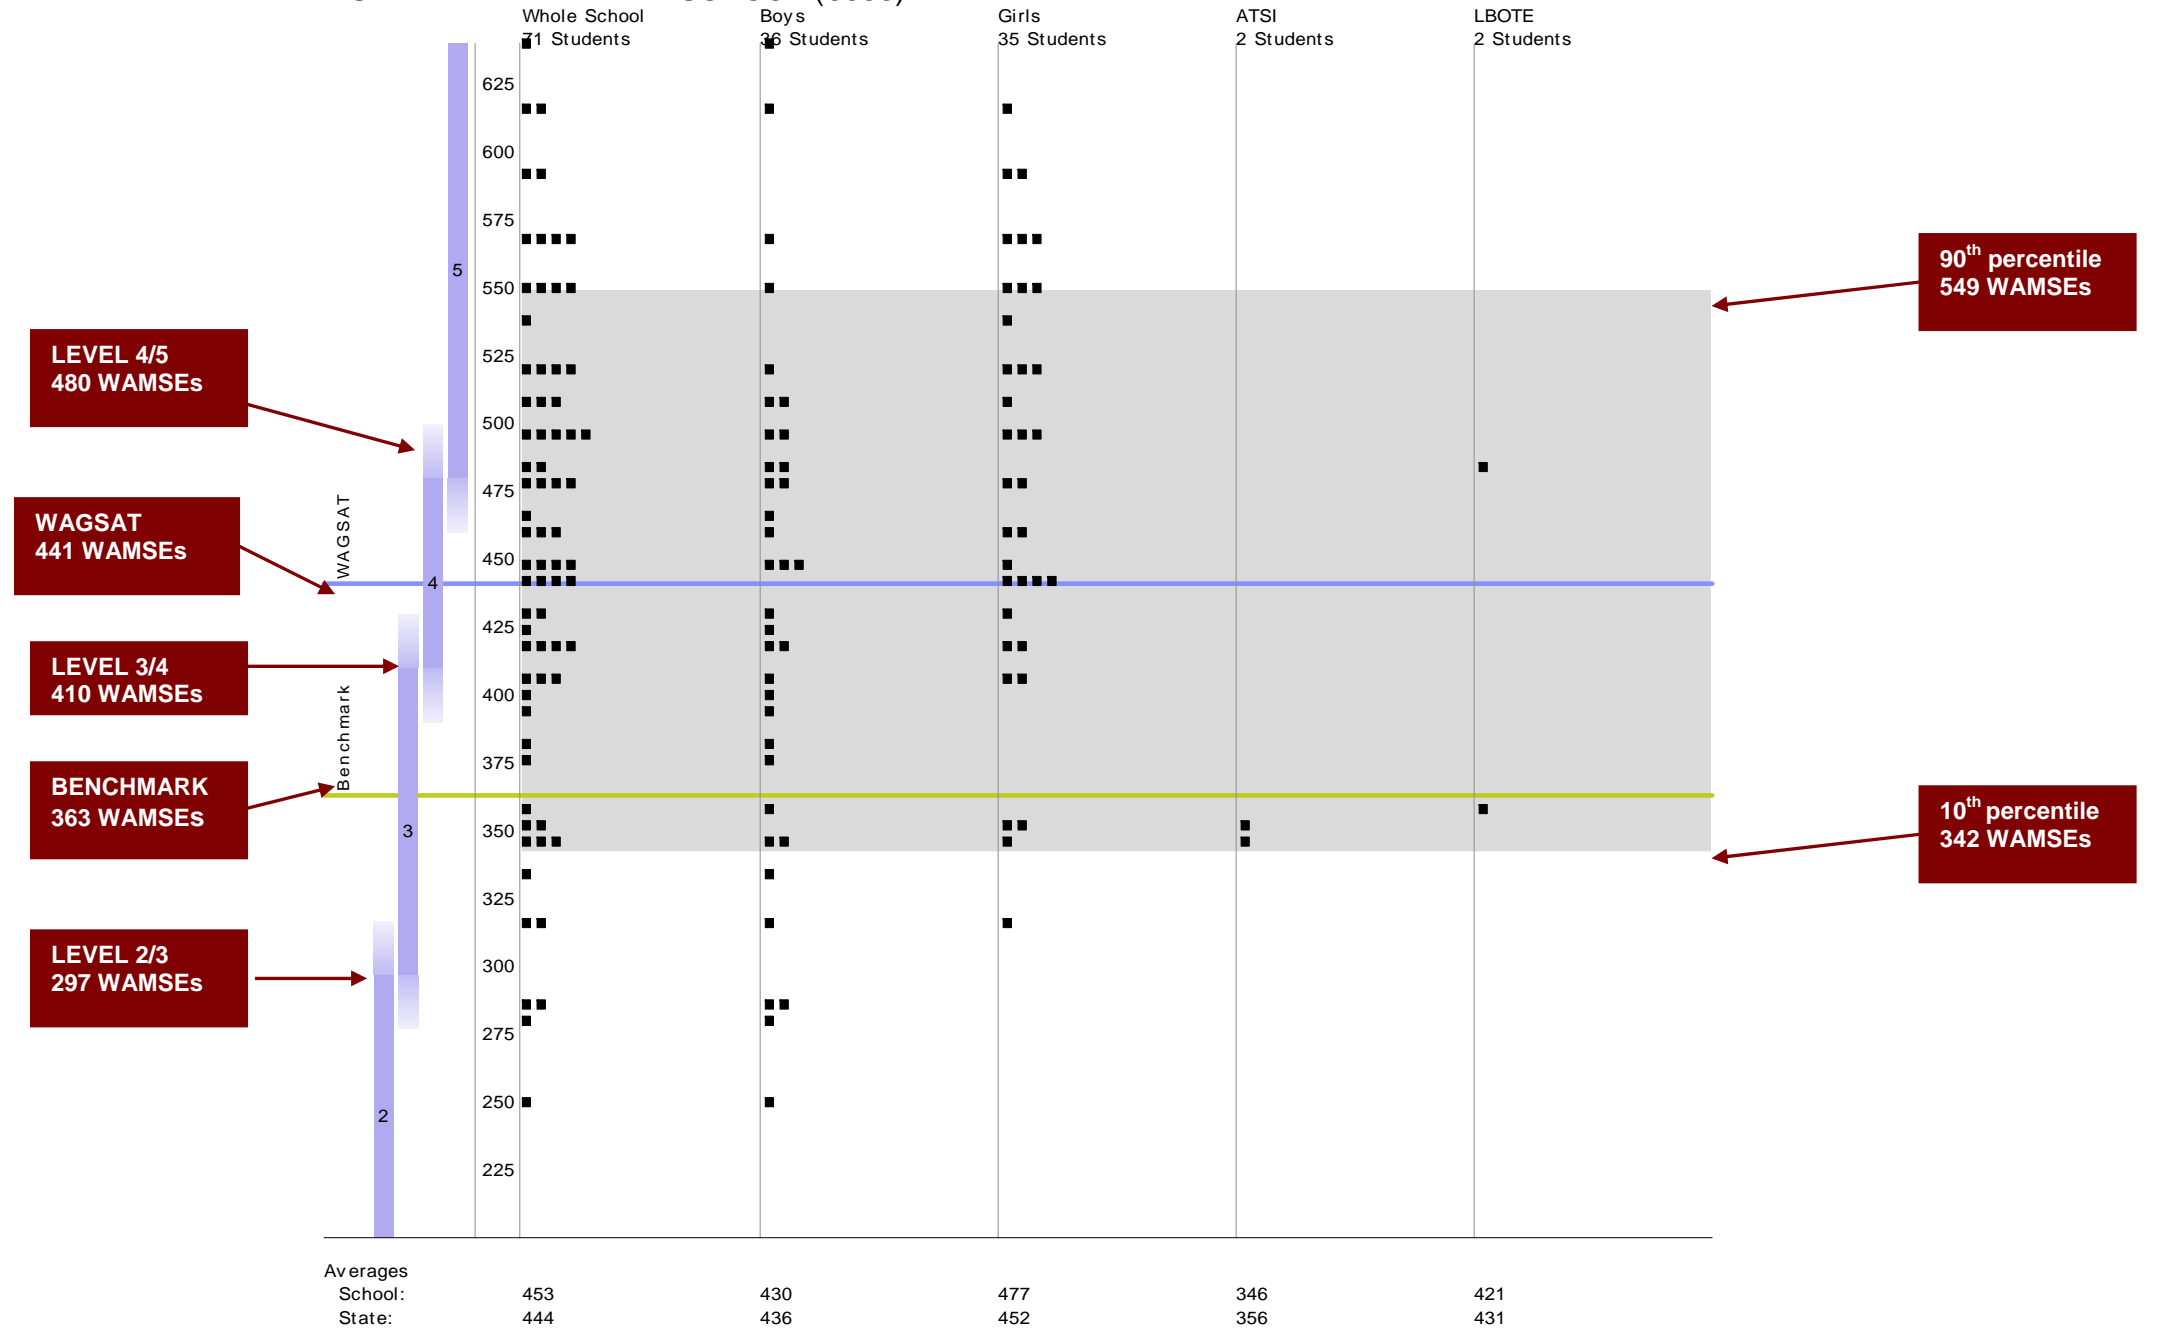 Whole School
71 Students
Boys
36 Students
Girls
35 Students
ATSI
2 Students
LBOTE
2 Students
625
600
575
550
525
500
475
450
425
400
375
350
325
300
275
250
225
5
4
3
2
WAGSAT
Benchmark
LEVEL 4/5
480 WAMSEs
WAGSAT
441 WAMSEs
LEVEL 3/4
410 WAMSEs
BENCHMARK
363 WAMSEs
LEVEL 2/3
297 WAMSEs
90th percentile
549 WAMSEs
10th percentile
342 WAMSEs
Averages
School: 453 430 477 346 421
State: 444 436 452 356 431